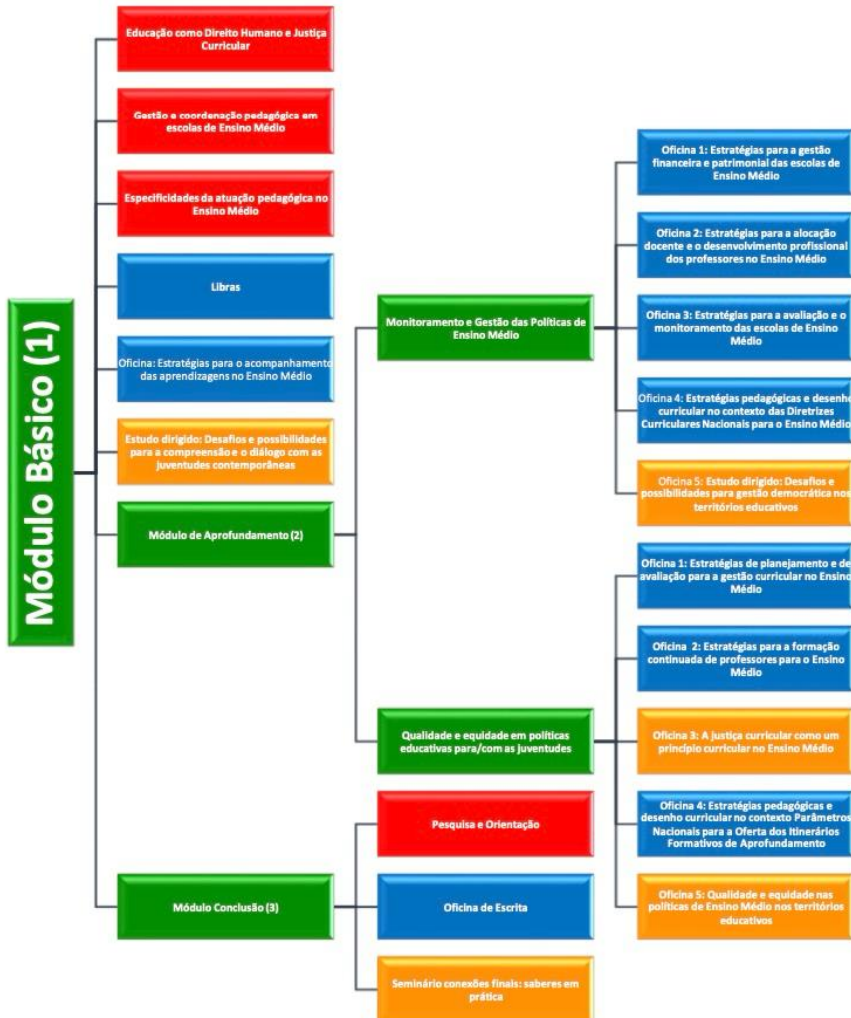 Módulo Básico (1)
Educação como Direito Humano e Justiça
Curricular
Gestão e coordenação pedagógica em
escolas de Ensino Médio
Especificidades da atuação pedagógica no
Ensino Médio
Libras
Oficina: Estratégias para o acompanhamento
das aprendizagens no Ensino Médio
Estudo dirigido: Desafios e possibilidades
para a compreensão e o diálogo com as
juventudes contemporâneas
Módulo de Aprofundamento (2)
Monitoramento e Gestão das Políticas de
Ensino Médio
Oficina 1: Estratégias para a gestão
financeira e patrimonial das escolas de
Ensino Médio
Oficina 2: Estratégias para a alocação
docente e o desenvolvimento profissional
dos professores no Ensino Médio
Oficina 3: Estratégias para a avaliação e o
monitoramento das escolas de Ensino
Médio
Oficina 4: Estratégias pedagógicas e desenho
curricular no contexto das Diretrizes
Curriculares Nacionais para o Ensino Médio
Oficina 5: Estudo dirigido: Desafios e
possibilidades para gestão democrática nos
territórios educativos
Qualidade e equidade em políticas
educativas para/com as juventudes
Oficina 1: Estratégias de planejamento e de
avaliação para a gestão curricular no Ensino
Médio
Oficina 2: Estratégias para a formação
continuada de professores para o Ensino
Médio
Oficina 3: A justiça curricular como um
princípio curricular no Ensino Médio
Oficina 4: Estratégias pedagógicas e
desenho curricular no contexto Parâmetros
Nacionais para a Oferta dos Itinerários
Formativos de Aprofundamento
Oficina 5: Qualidade e equidade nas
políticas de Ensino Médio nos territórios
educativos
Módulo Conclusão (3)
Pesquisa e Orientação
Oficina de Escrita
Seminário conexões finais: saberes em
prática